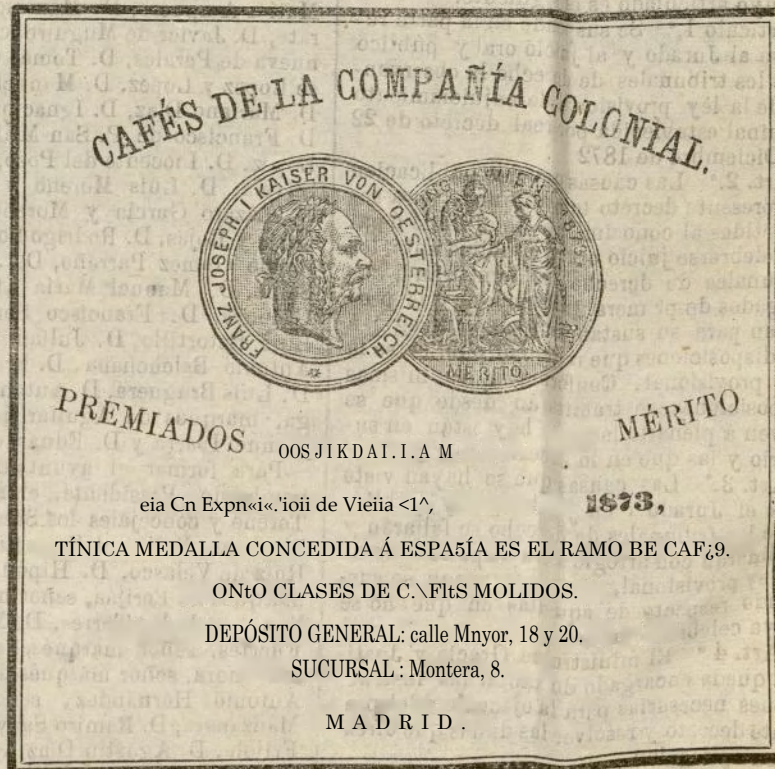 CAFÉS DE LA COMPAÑÍA COLONIAL.
FRANZ JOSEPH I KAISER VON OESTERREICH.
MERITO
PREMIADOS
MÉRITO
OOS JIKDAI.I.A M
eia Cn Expn«i«.'ioii de Vieiia <1^,
1873,
TÍNICA MEDALLA CONCEDIDA Á ESPA5ÍA ES EL RAMO BE CAF¿9.
ONtO CLASES DE C.\FltS MOLIDOS.
DEPÓSITO GENERAL: calle Mnyor, 18 y 20.
SUCURSAL : Montera, 8.
MADRID.